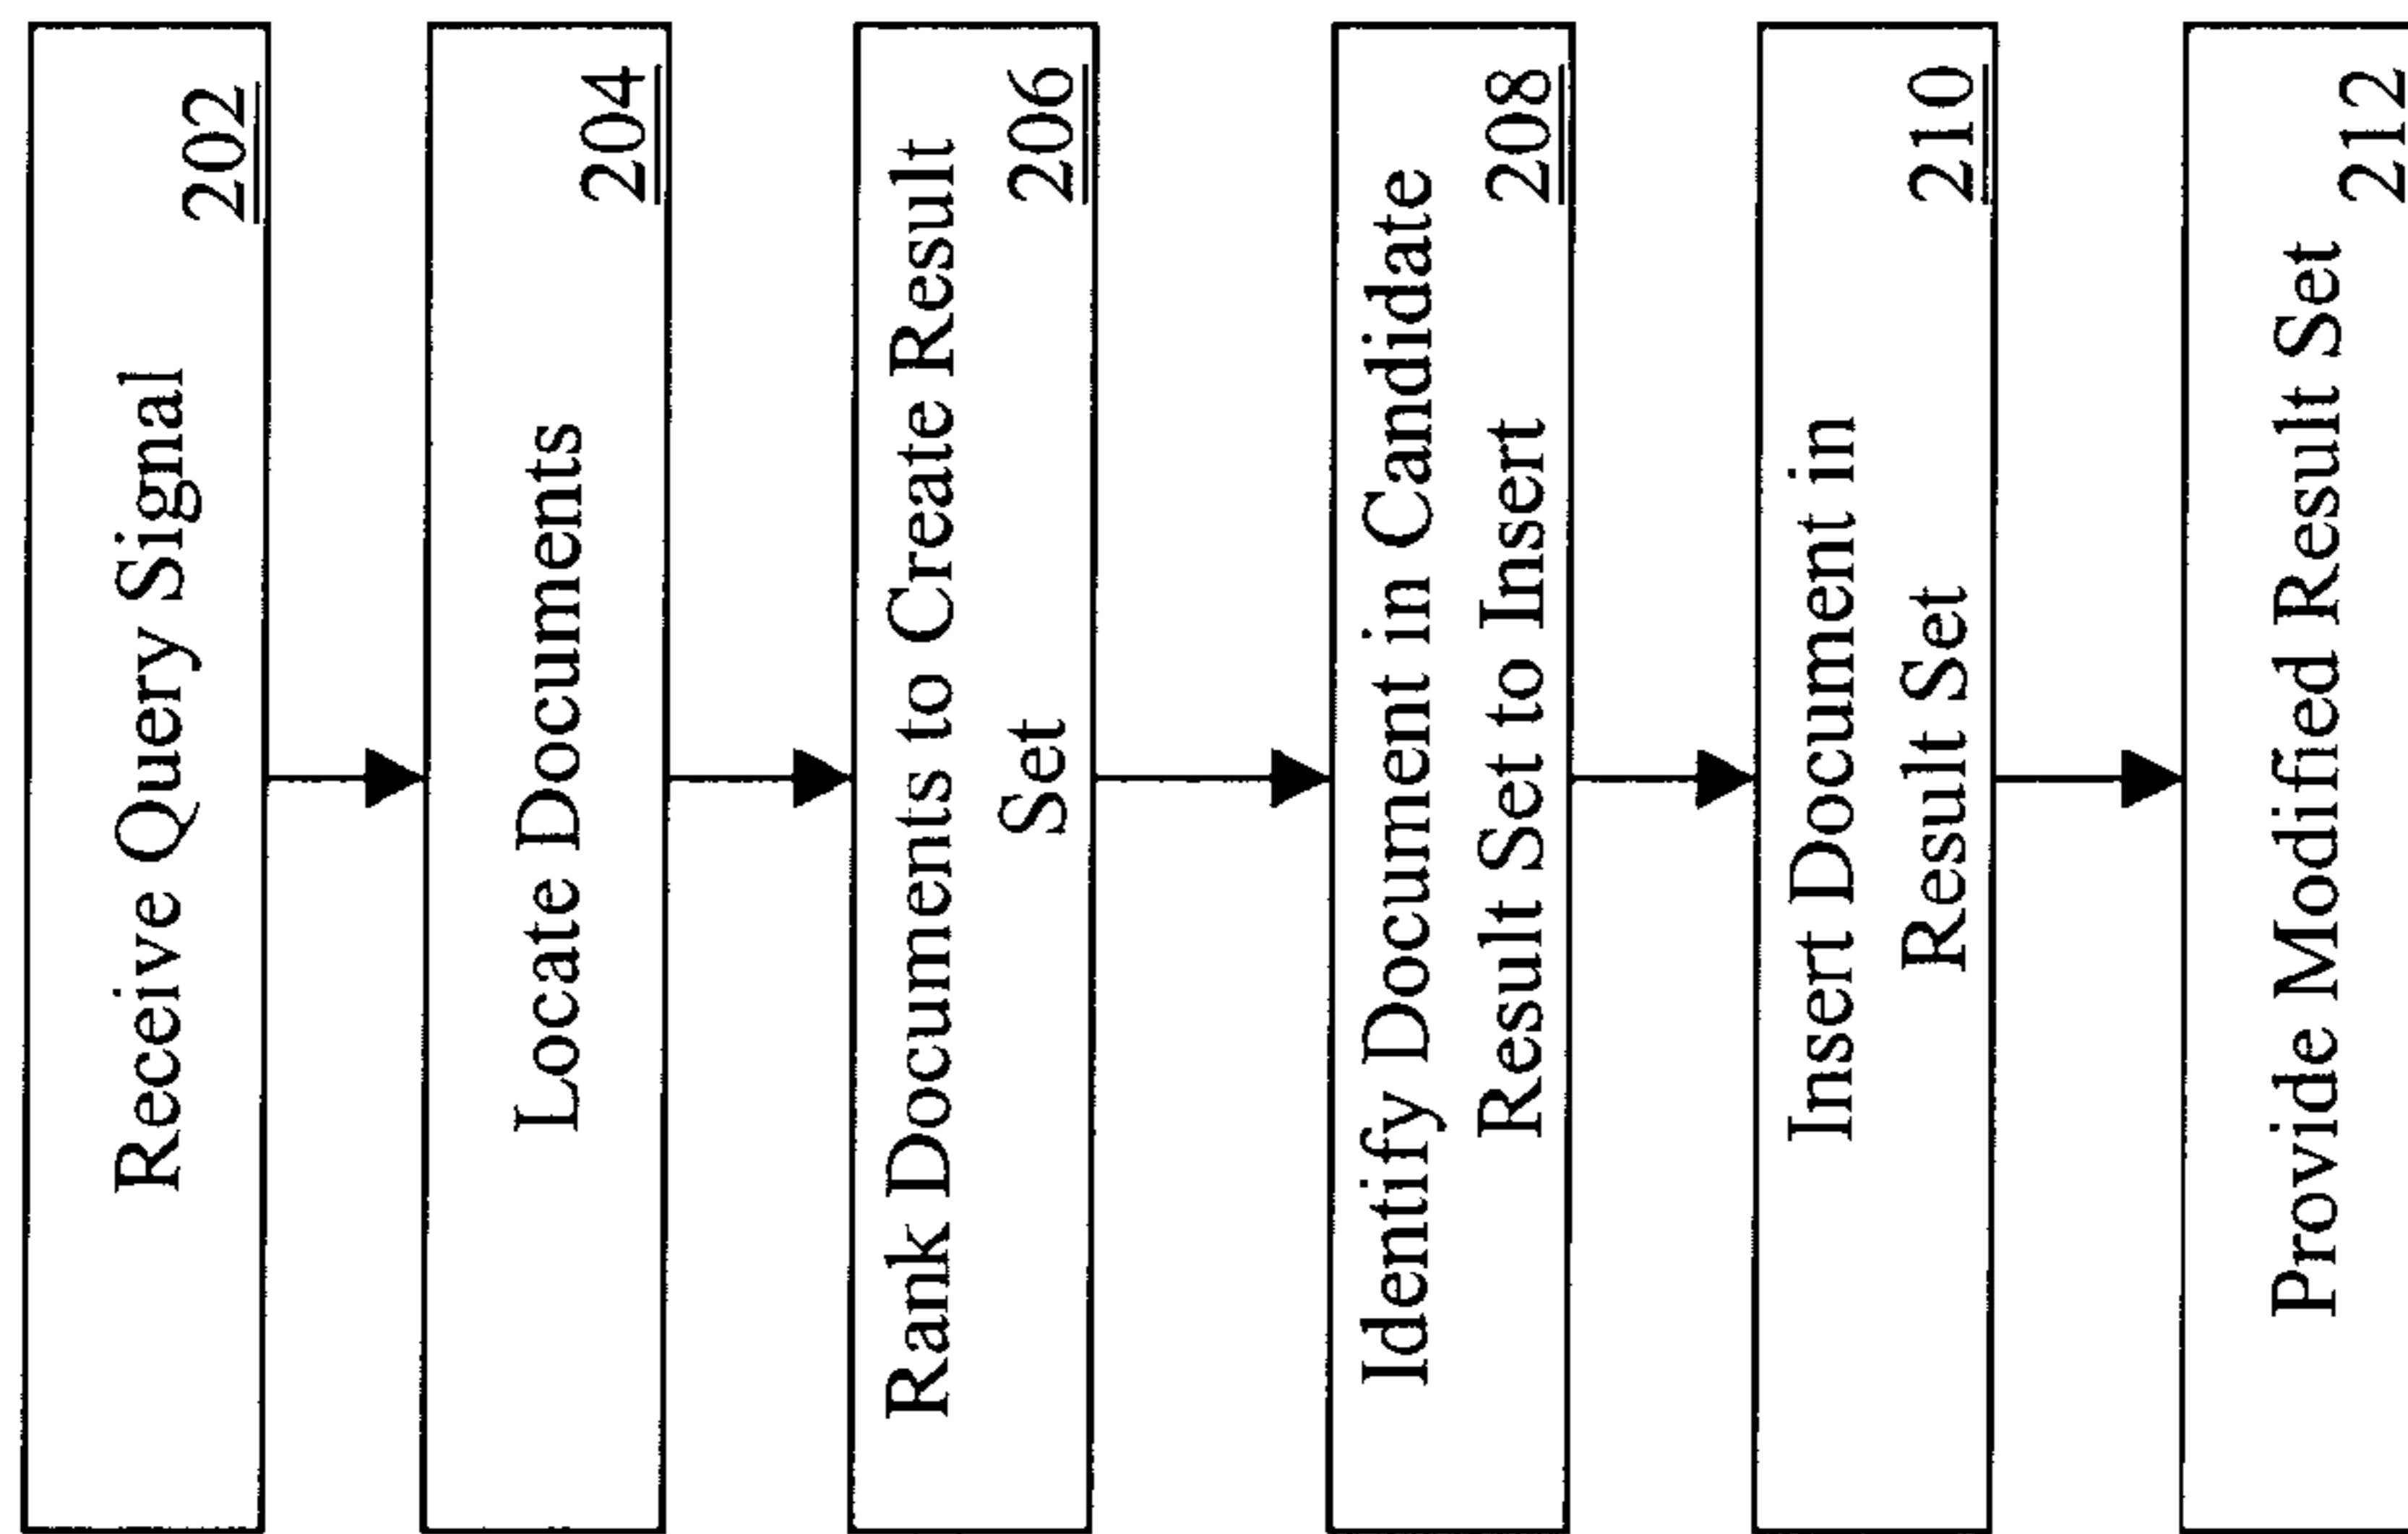 Receive Query Signal
202
Locate Documents
204
Rank Documents to Create Result
Set
206
Identify Document in Candidate
Result Set to Insert
208
Insert Document in
Result Set
210
Provide Modified Result Set
212